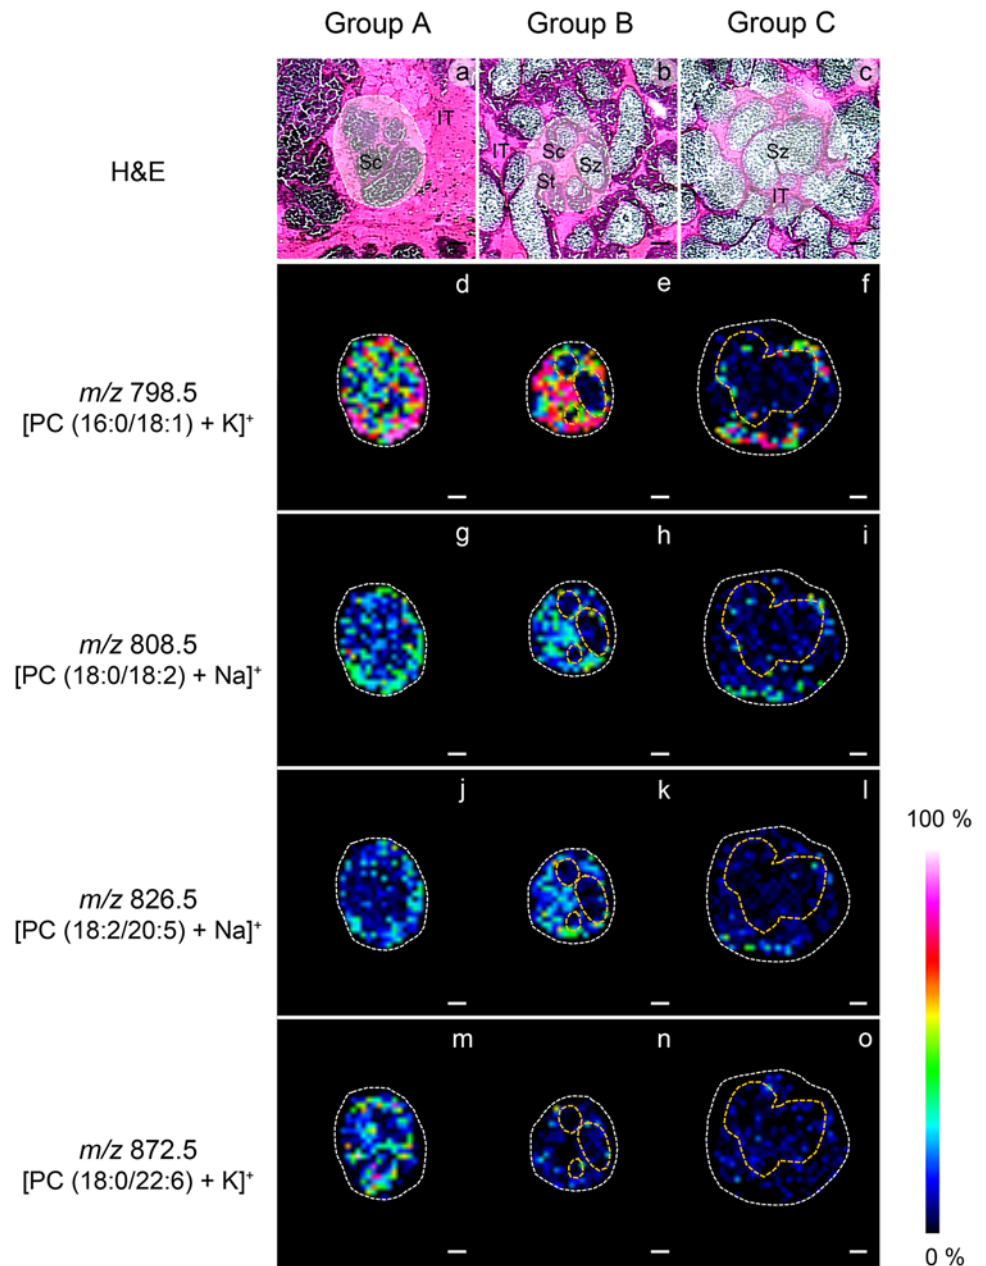 Group A Group B Group C
H&E
a b c
IT Sc
IT Sc Sz St
Sz IT
d e f
m/z 798.5
[PC (16:0/18:1) + K]⁺
g h i
m/z 808.5
[PC (18:0/18:2) + Na]⁺
j k l
m/z 826.5
[PC (18:2/20:5) + Na]⁺
100 %
m n o
m/z 872.5
[PC (18:0/22:6) + K]⁺
0 %